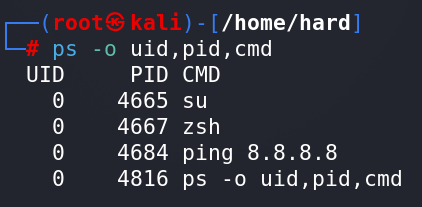 ┌──(root㉿kali)-[/home/hard]
└─# ps -o uid,pid,cmd
  UID     PID CMD
    0    4665 su
    0    4667 zsh
    0    4684 ping 8.8.8.8
    0    4816 ps -o uid,pid,cmd